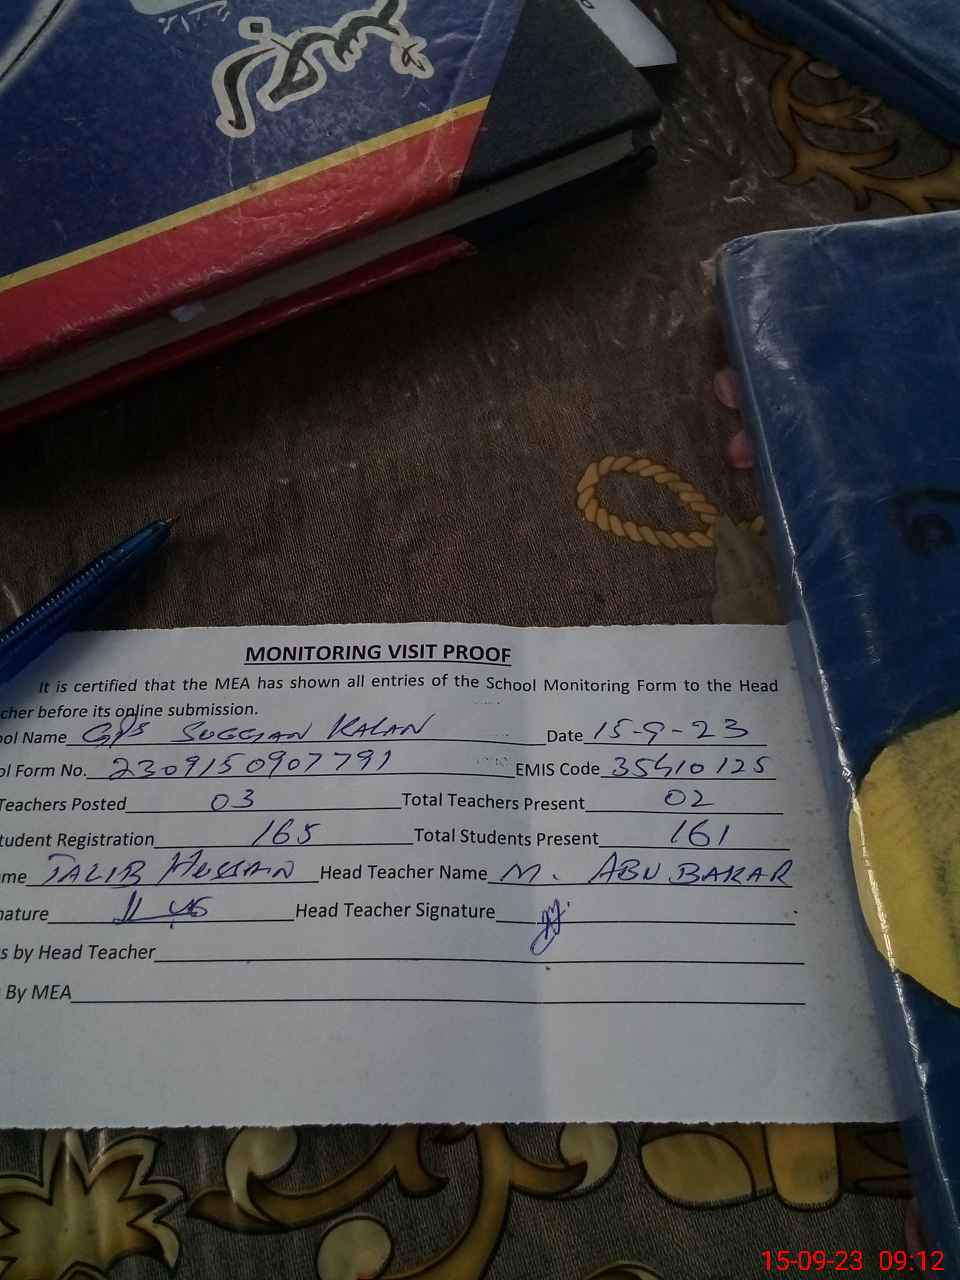 MONITORING VISIT PROOF
It is certified that the MEA has shown all entries of the School Monitoring Form to the Head
cher before its online submission.
ool Name GPS SUGGIAN KALAN Date 15-9-23
ol Form No. 2309150907791 EMIS Code 35410125
Teachers Posted 03 Total Teachers Present 02
tudent Registration 165 Total Students Present 161
me TALIB HUSSAIN Head Teacher Name M. ABU BAKAR
nature Head Teacher Signature
s by Head Teacher
By MEA
15-09-23 09:12